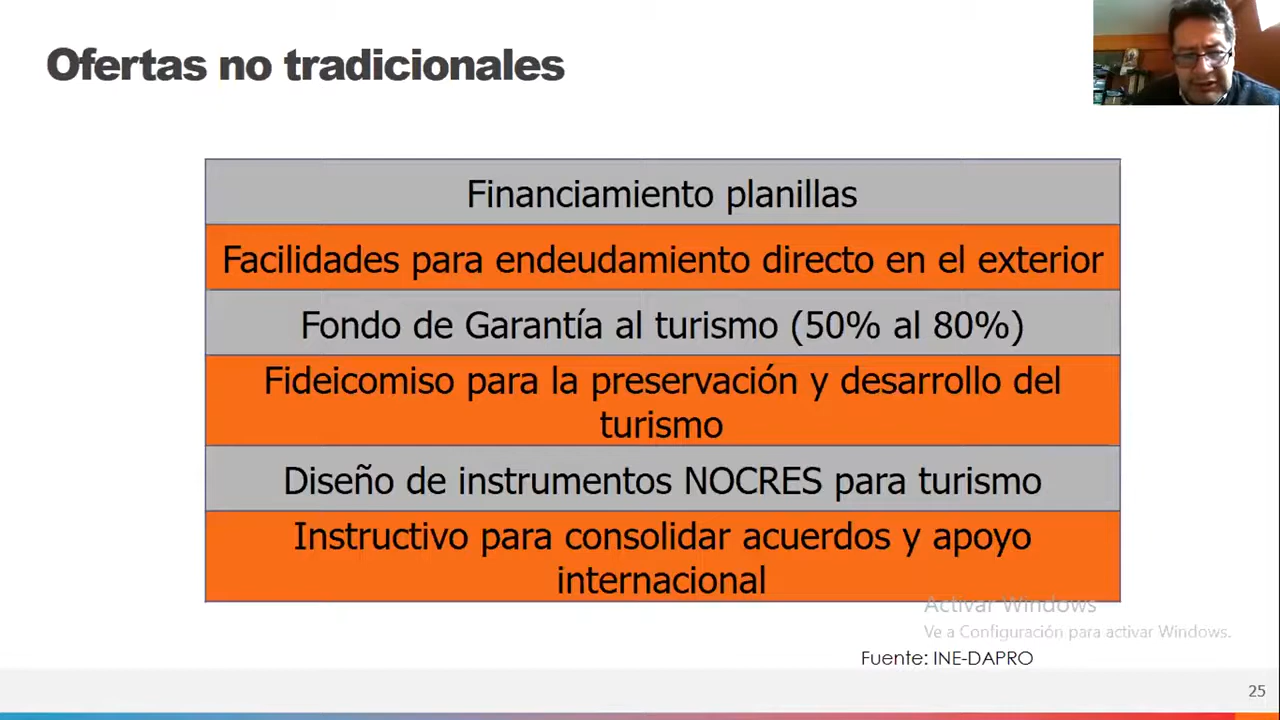 Ofertas no tradicionales
Financiamiento planillas
Facilidades para endeudamiento directo en el exterior
Fondo de Garantía al turismo (50% al 80%)
Fideicomiso para la preservación y desarrollo del
turismo
Diseño de instrumentos NOCRES para turismo
Instructivo para consolidar acuerdos y apoyo
internacional
Activar Windows
Ve a Configuración para activar Windows.
Fuente: INE-DAPRO
25